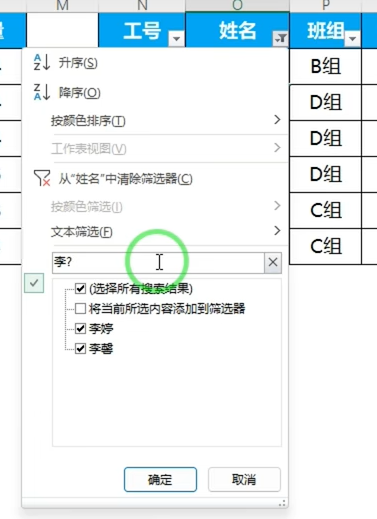 M N O P
量 工号 姓名 班组
升序(S)
降序(O)
按颜色排序(T)
工作表视图(V)
从“姓名”中清除筛选器(C)
按颜色筛选(I)
文本筛选(F)
李?
(选择所有搜索结果)
将当前所选内容添加到筛选器
李婷
李馨
确定 取消
B组
D组
D组
D组
C组
C组